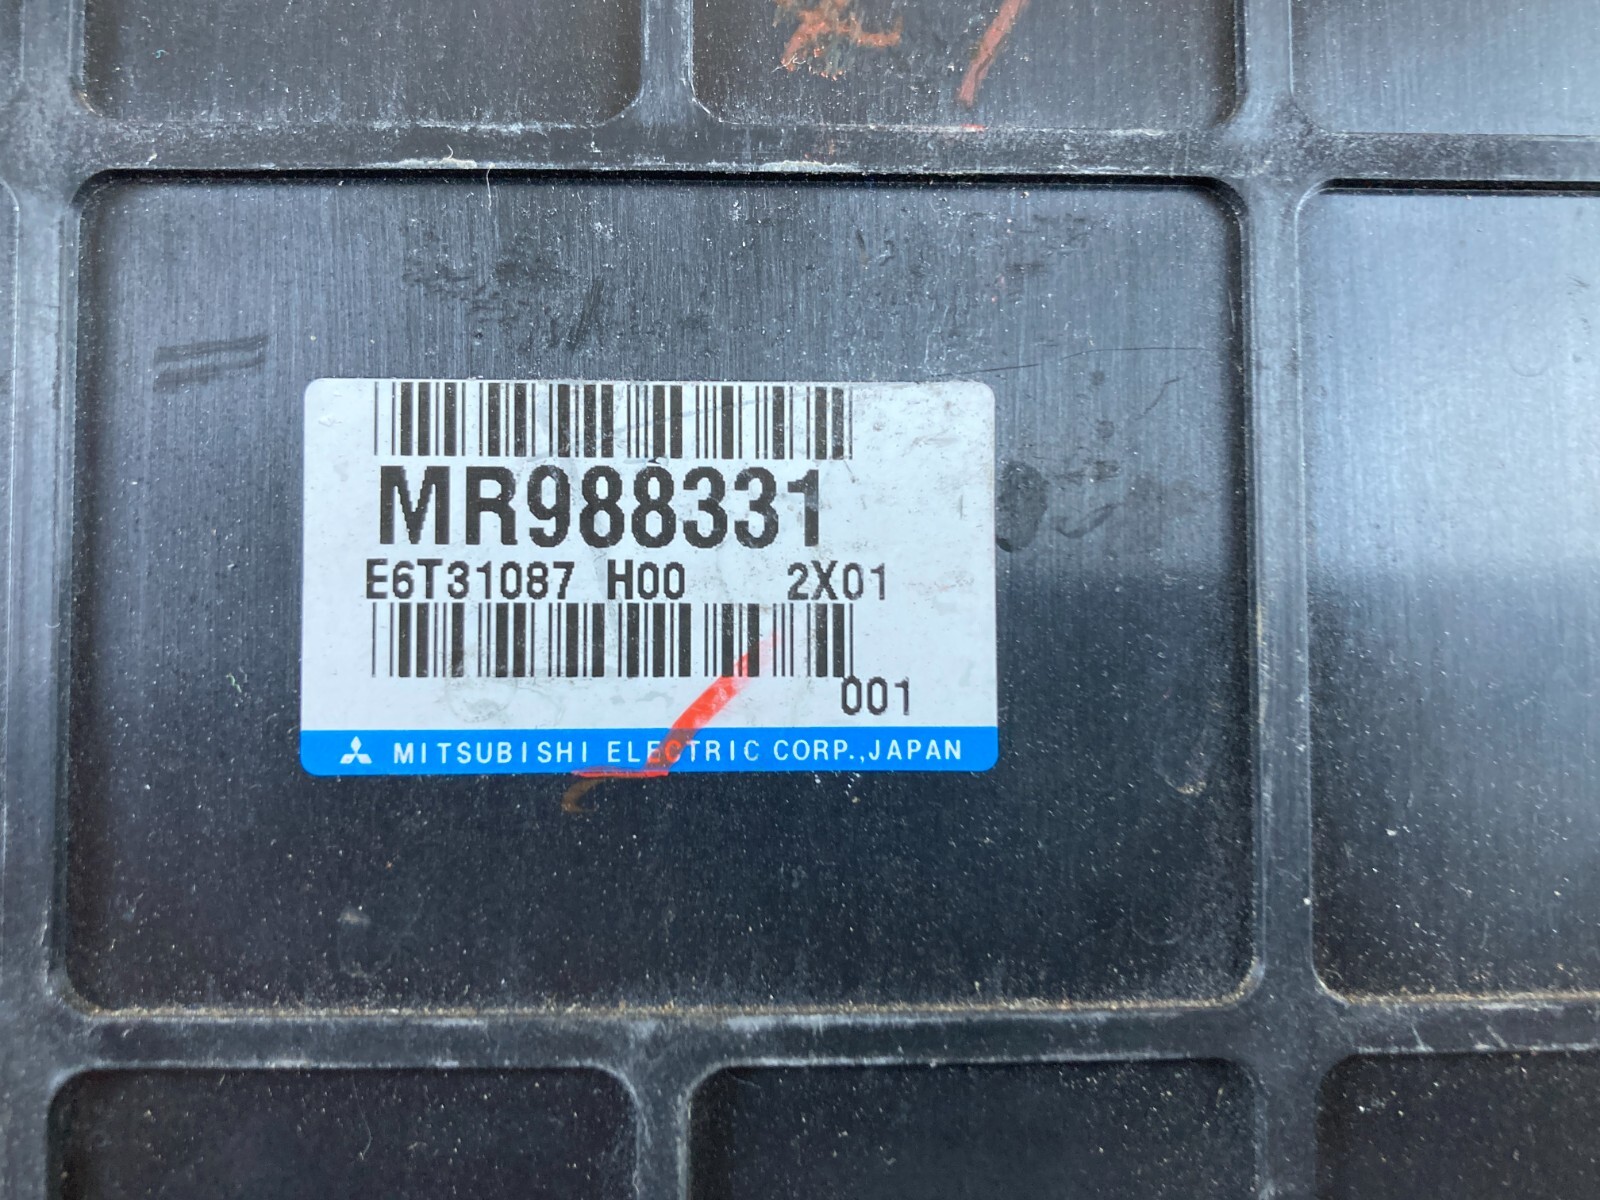 MR988331
E6T31087 H00 2X01
001
MITSUBISHI ELECTRIC CORP., JAPAN